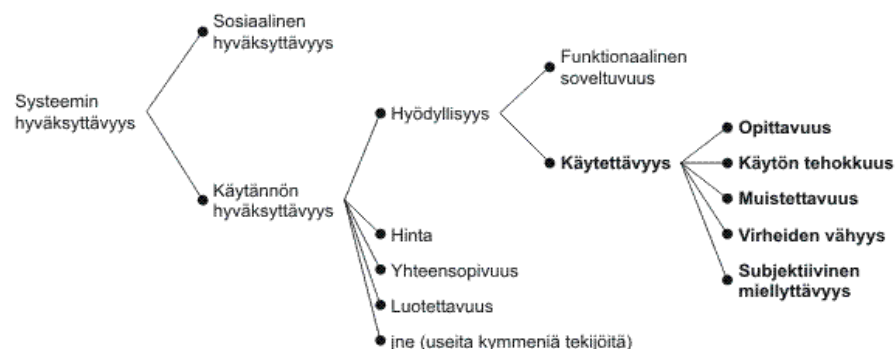 Sosiaalinen
hyväksyttävyys
Systeemin
hyväksyttävyys
Käytännön
hyväksyttävyys
Hyödyllisyys
Hinta
Yhteensopivuus
Luotettavuus
jne (useita kymmeniä tekijöitä)
Funktionaalinen
soveltuvuus
Käytettävyys
Opittavuus
Käytön tehokkuus
Muistettavuus
Virheiden vähyys
Subjektiivinen
miellyttävyys